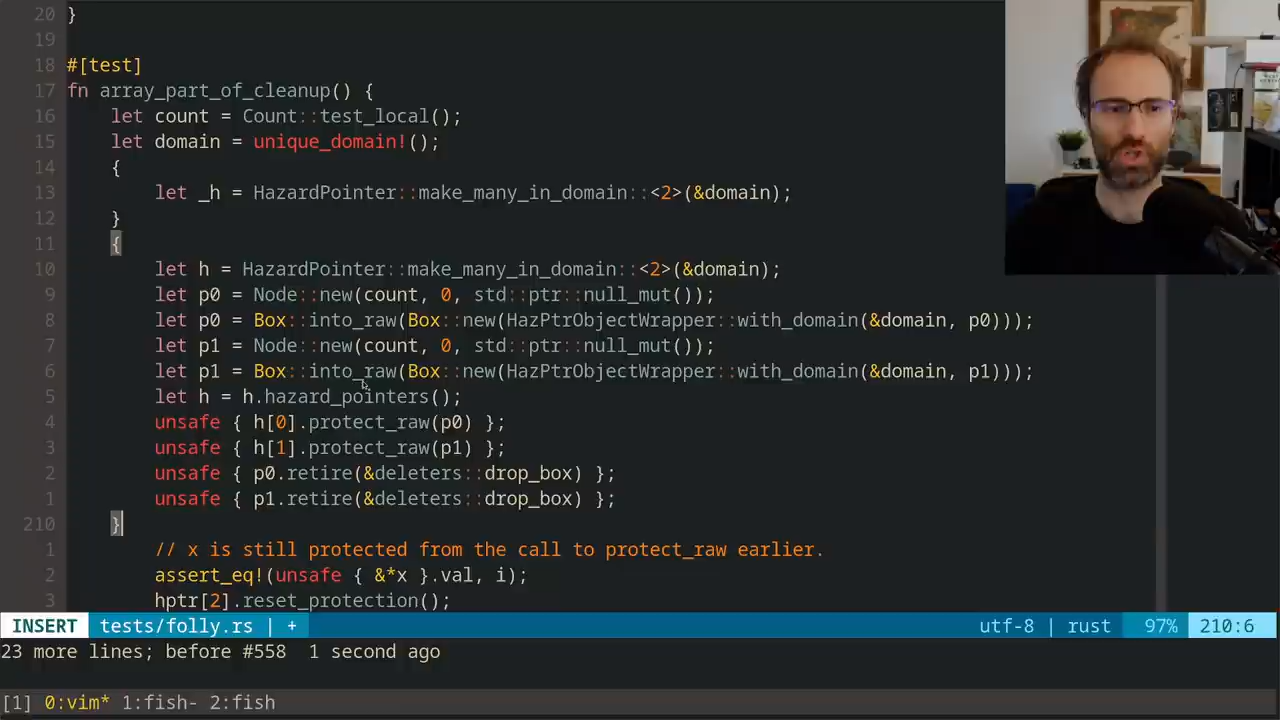 20 }
19
18 #[test]
17 fn array_part_of_cleanup() {
16     let count = Count::test_local();
15     let domain = unique_domain!();
14     {
13         let _h = HazardPointer::make_many_in_domain::<2>(&domain);
12     }
11     {
10         let h = HazardPointer::make_many_in_domain::<2>(&domain);
9         let p0 = Node::new(count, 0, std::ptr::null_mut());
8         let p0 = Box::into_raw(Box::new(HazPtrObjectWrapper::with_domain(&domain, p0)));
7         let p1 = Node::new(count, 0, std::ptr::null_mut());
6         let p1 = Box::into_raw(Box::new(HazPtrObjectWrapper::with_domain(&domain, p1)));
5         let h = h.hazard_pointers();
4         unsafe { h[0].protect_raw(p0) };
3         unsafe { h[1].protect_raw(p1) };
2         unsafe { p0.retire(&deleters::drop_box) };
1         unsafe { p1.retire(&deleters::drop_box) };
210     }
1         // x is still protected from the call to protect_raw earlier.
2         assert_eq!(unsafe { &*x }.val, i);
3         hptr[2].reset_protection();
INSERT tests/folly.rs | + utf-8 | rust 97% 210:6
23 more lines; before #558  1 second ago
[1] 0:vim* 1:fish- 2:fish